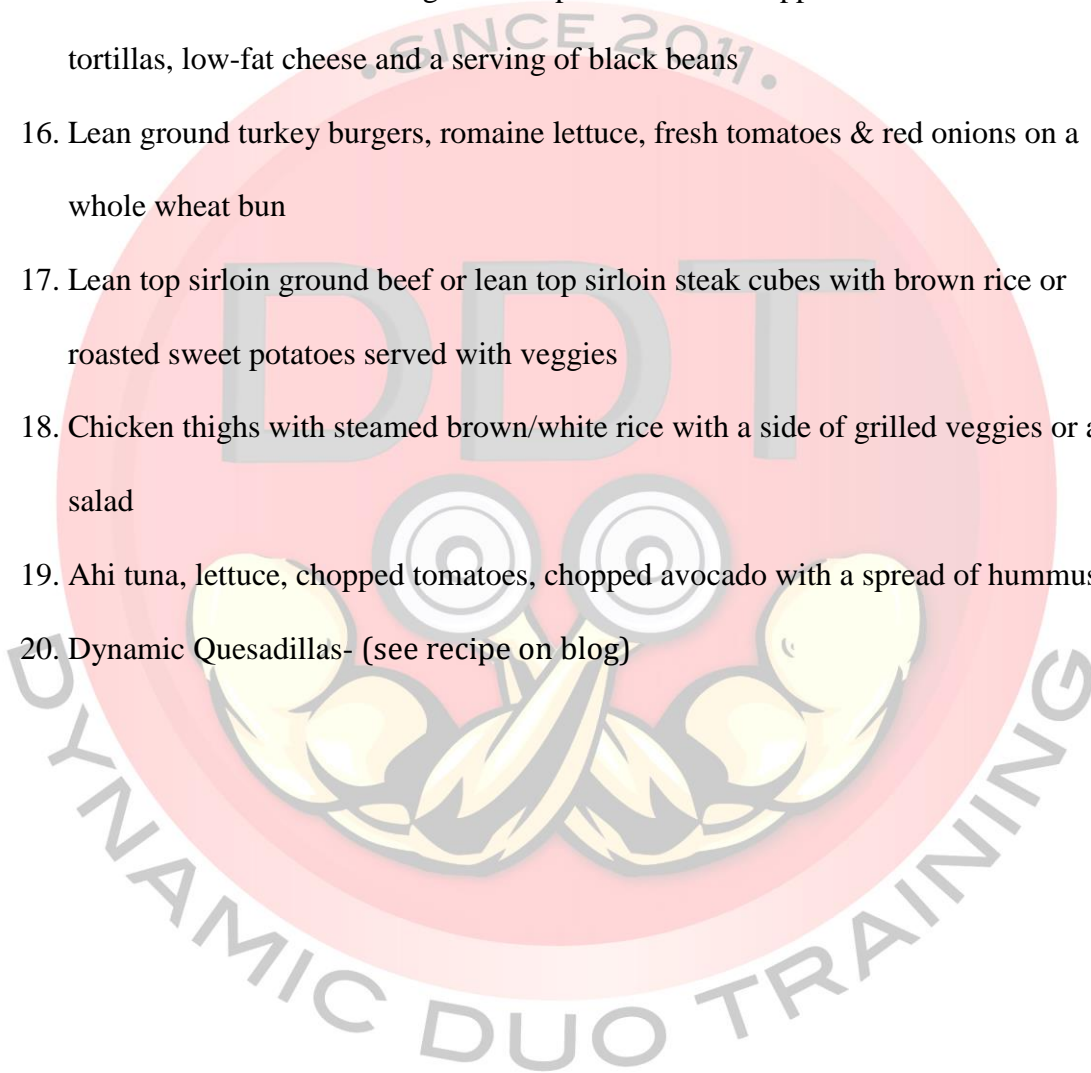 tortillas, low-fat cheese and a serving of black beans
16. Lean ground turkey burgers, romaine lettuce, fresh tomatoes & red onions on a
whole wheat bun
17. Lean top sirloin ground beef or lean top sirloin steak cubes with brown rice or
roasted sweet potatoes served with veggies
18. Chicken thighs with steamed brown/white rice with a side of grilled veggies or a
salad
19. Ahi tuna, lettuce, chopped tomatoes, chopped avocado with a spread of hummus
20. Dynamic Quesadillas- (see recipe on blog)
• SINCE 2011 •
DDT
DYNAMIC DUO TRAINING